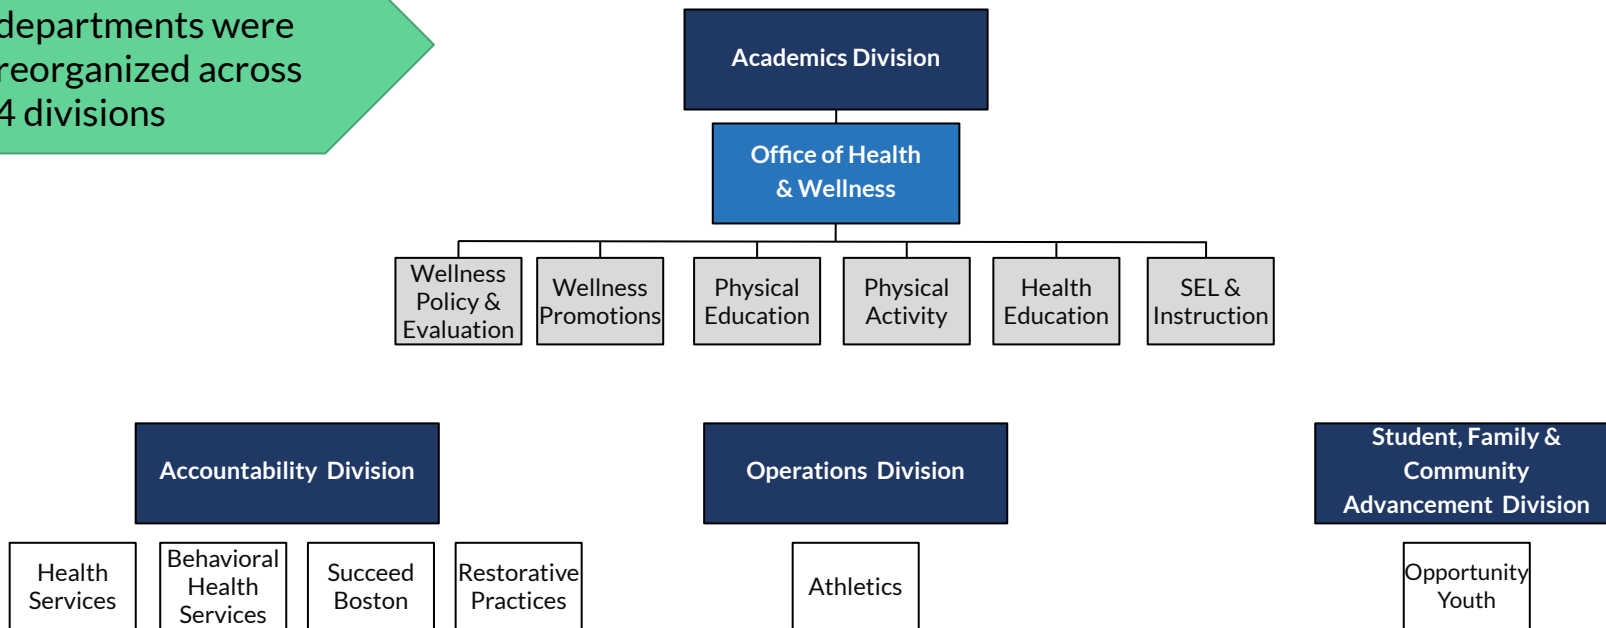 departments were
reorganized across
4 divisions
Academics Division
Office of Health
& Wellness
Wellness
Policy &
Evaluation
Wellness
Promotions
Physical
Education
Physical
Activity
Health
Education
SEL &
Instruction
Accountability Division
Operations Division
Student, Family &
Community
Advancement Division
Health
Services
Behavioral
Health
Services
Succeed
Boston
Restorative
Practices
Athletics
Opportunity
Youth